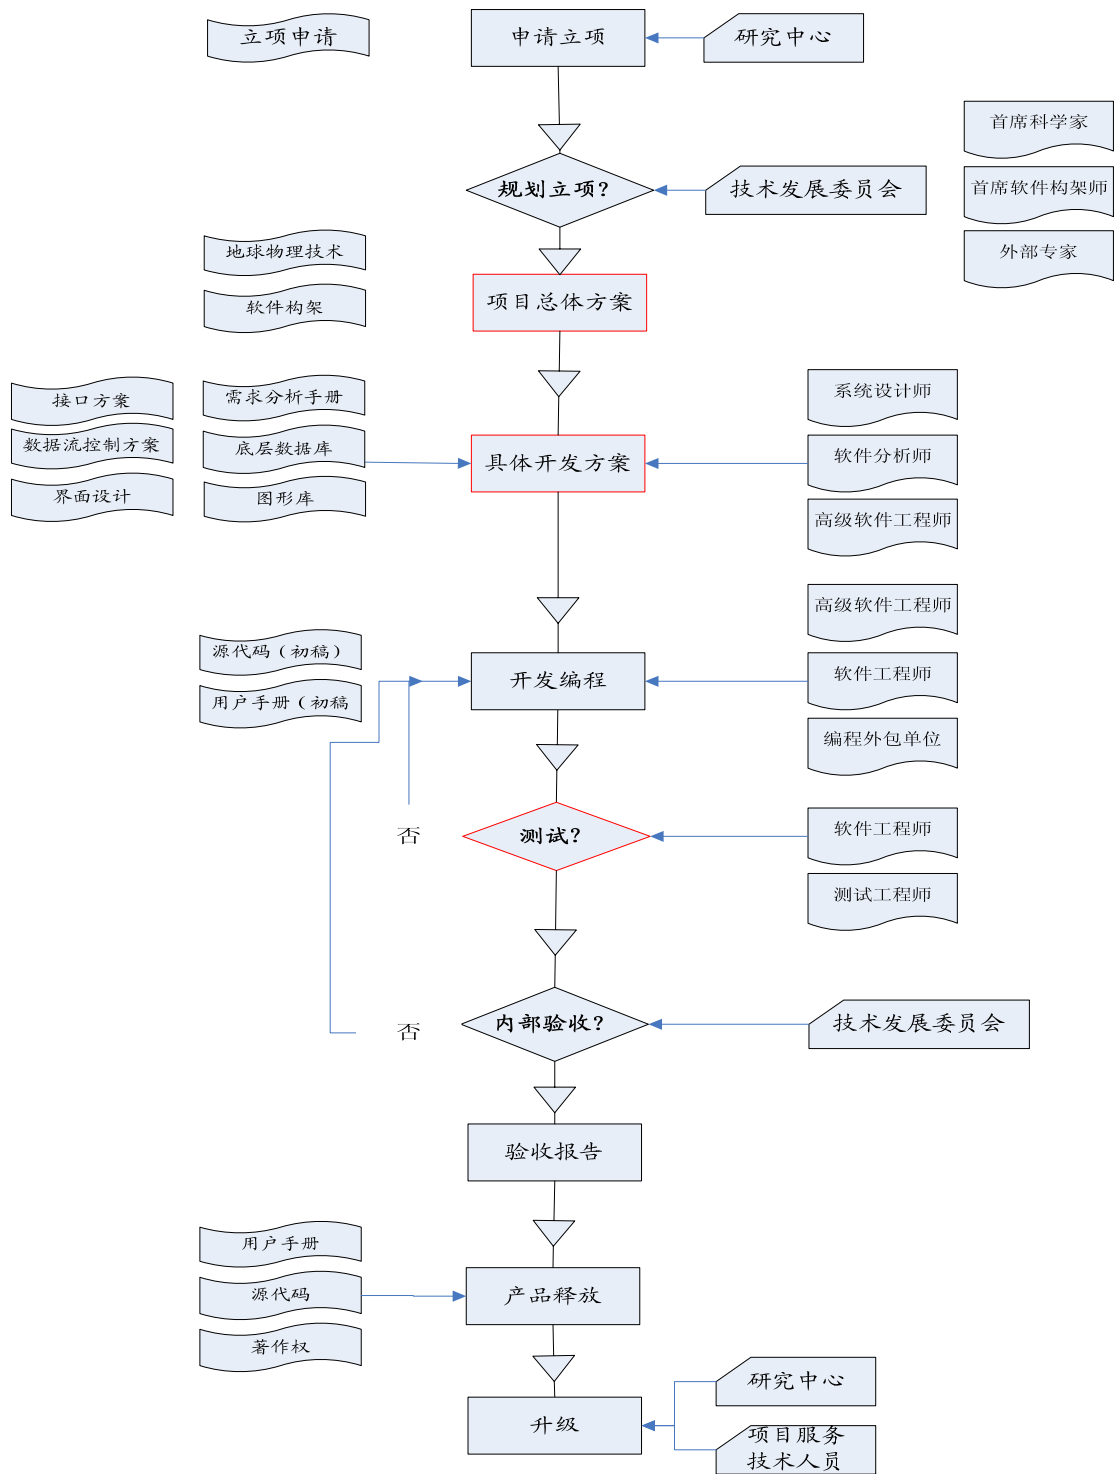 立项申请
申请立项
研究中心
首席科学家
规划立项?
技术发展委员会
首席软件构架师
地球物理技术
外部专家
软件构架
项目总体方案
接口方案
需求分析手册
系统设计师
数据流控制方案
底层数据库
具体开发方案
软件分析师
界面设计
图形库
高级软件工程师
高级软件工程师
源代码（初稿）
用户手册（初稿
开发编程
软件工程师
编程外包单位
否
测试?
软件工程师
测试工程师
否
内部验收?
技术发展委员会
验收报告
用户手册
源代码
产品释放
著作权
研究中心
升级
项目服务
技术人员